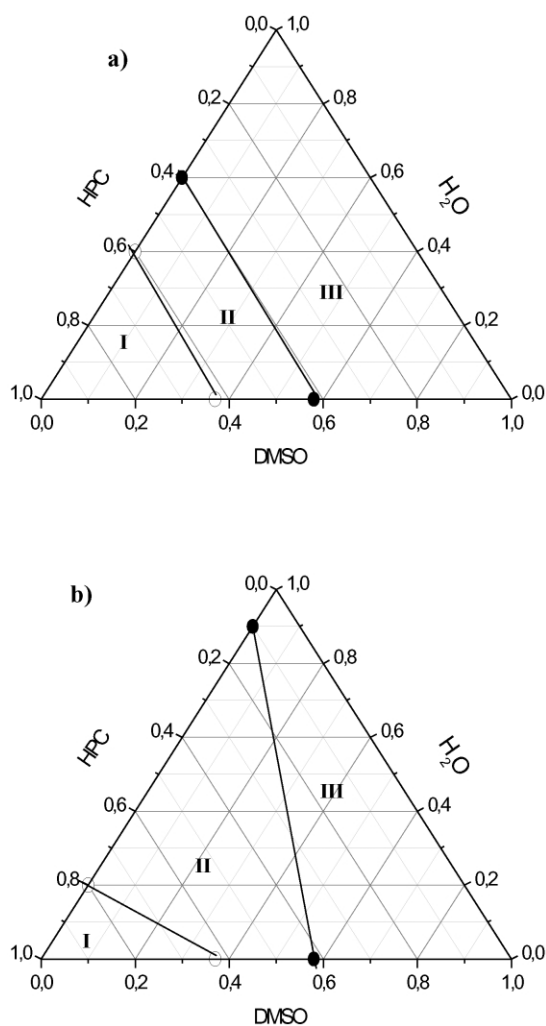 a)
0,0 1,0
0,2 0,8
HPC
0,4 0,6
H2O
0,6 0,4
III
II
0,8 0,2
I
1,0 0,0
0,0 0,2 0,4 0,6 0,8 1,0
DMSO
b)
0,0 1,0
0,2 0,8
HPC
0,4 0,6
H2O
III
0,6 0,4
II
0,8 0,2
I
1,0 0,0
0,0 0,2 0,4 0,6 0,8 1,0
DMSO